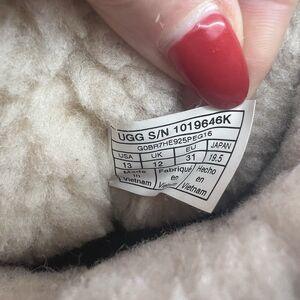 UGG S/N 1019646K
G0BR7HE925PEG16
USA UK EU JAPAN
13 12 31 19.5
Made in Vietnam Fabriqué en Vietnam Hecho en Vietnam